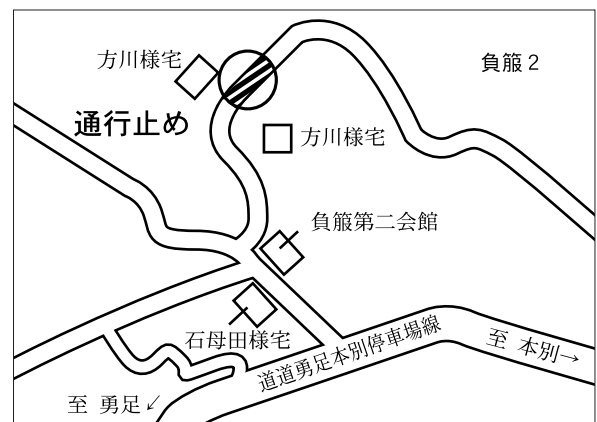 方川様宅
負箙２
通行止め
方川様宅
負箙第二会館
石母田様宅
道道勇足本別停車場線
至 本別→
至 勇足↙